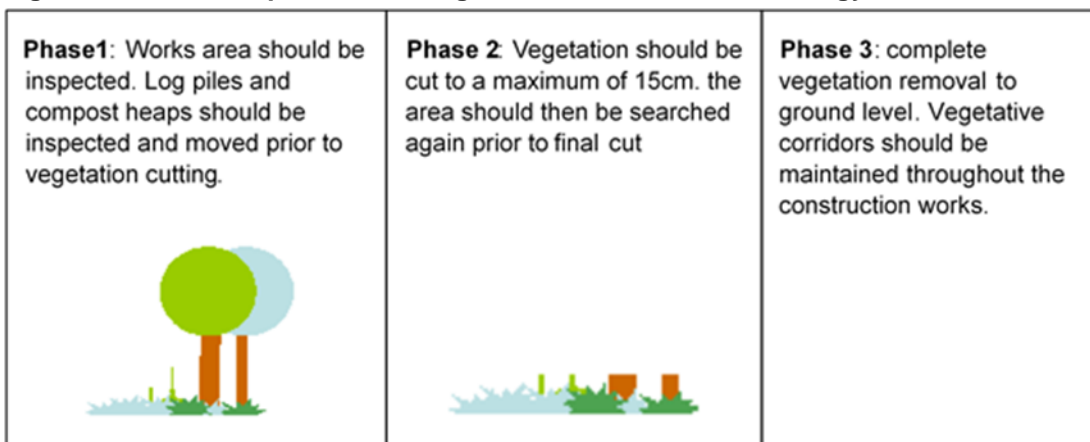 Phase1: Works area should be
inspected. Log piles and
compost heaps should be
inspected and moved prior to
vegetation cutting.
Phase 2: Vegetation should be
cut to a maximum of 15cm. the
area should then be searched
again prior to final cut
Phase 3: complete
vegetation removal to
ground level. Vegetative
corridors should be
maintained throughout the
construction works.